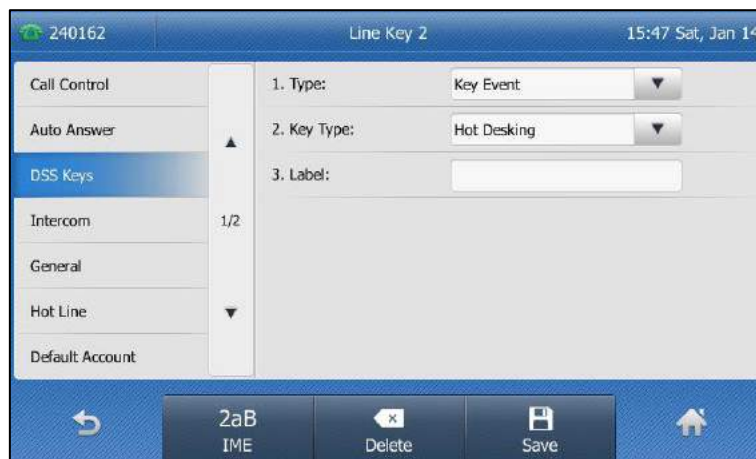 240162 Line Key 2 15:47 Sat, Jan 14
Call Control
Auto Answer
DSS Keys
Intercom
General
Hot Line
Default Account
1/2
1. Type: Key Event
2. Key Type: Hot Desking
3. Label:
2aB
IME
Delete
Save